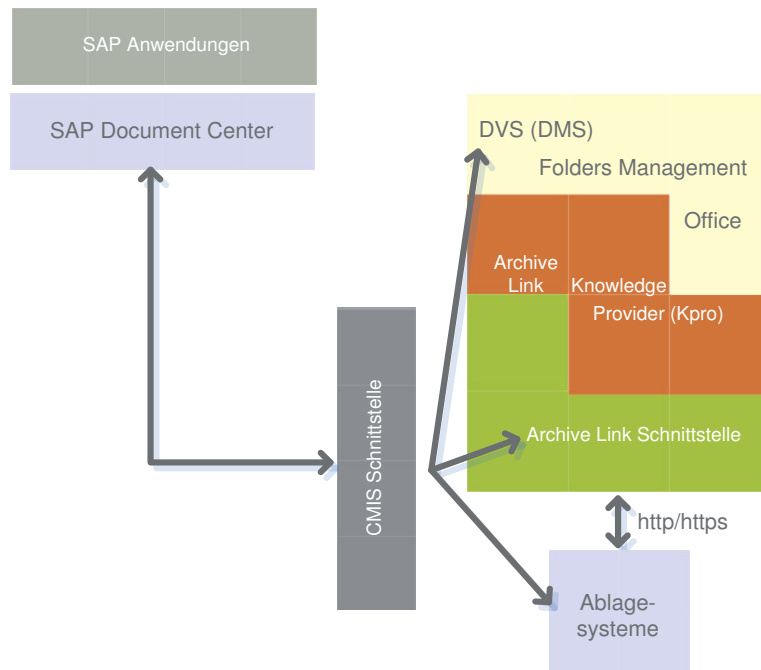 SAP Anwendungen
SAP Document Center
CMIS Schnittstelle
DVS (DMS)
Folders Management
Office
Archive
Link
Knowledge
Provider (Kpro)
Archive Link Schnittstelle
http/https
Ablage-
systeme